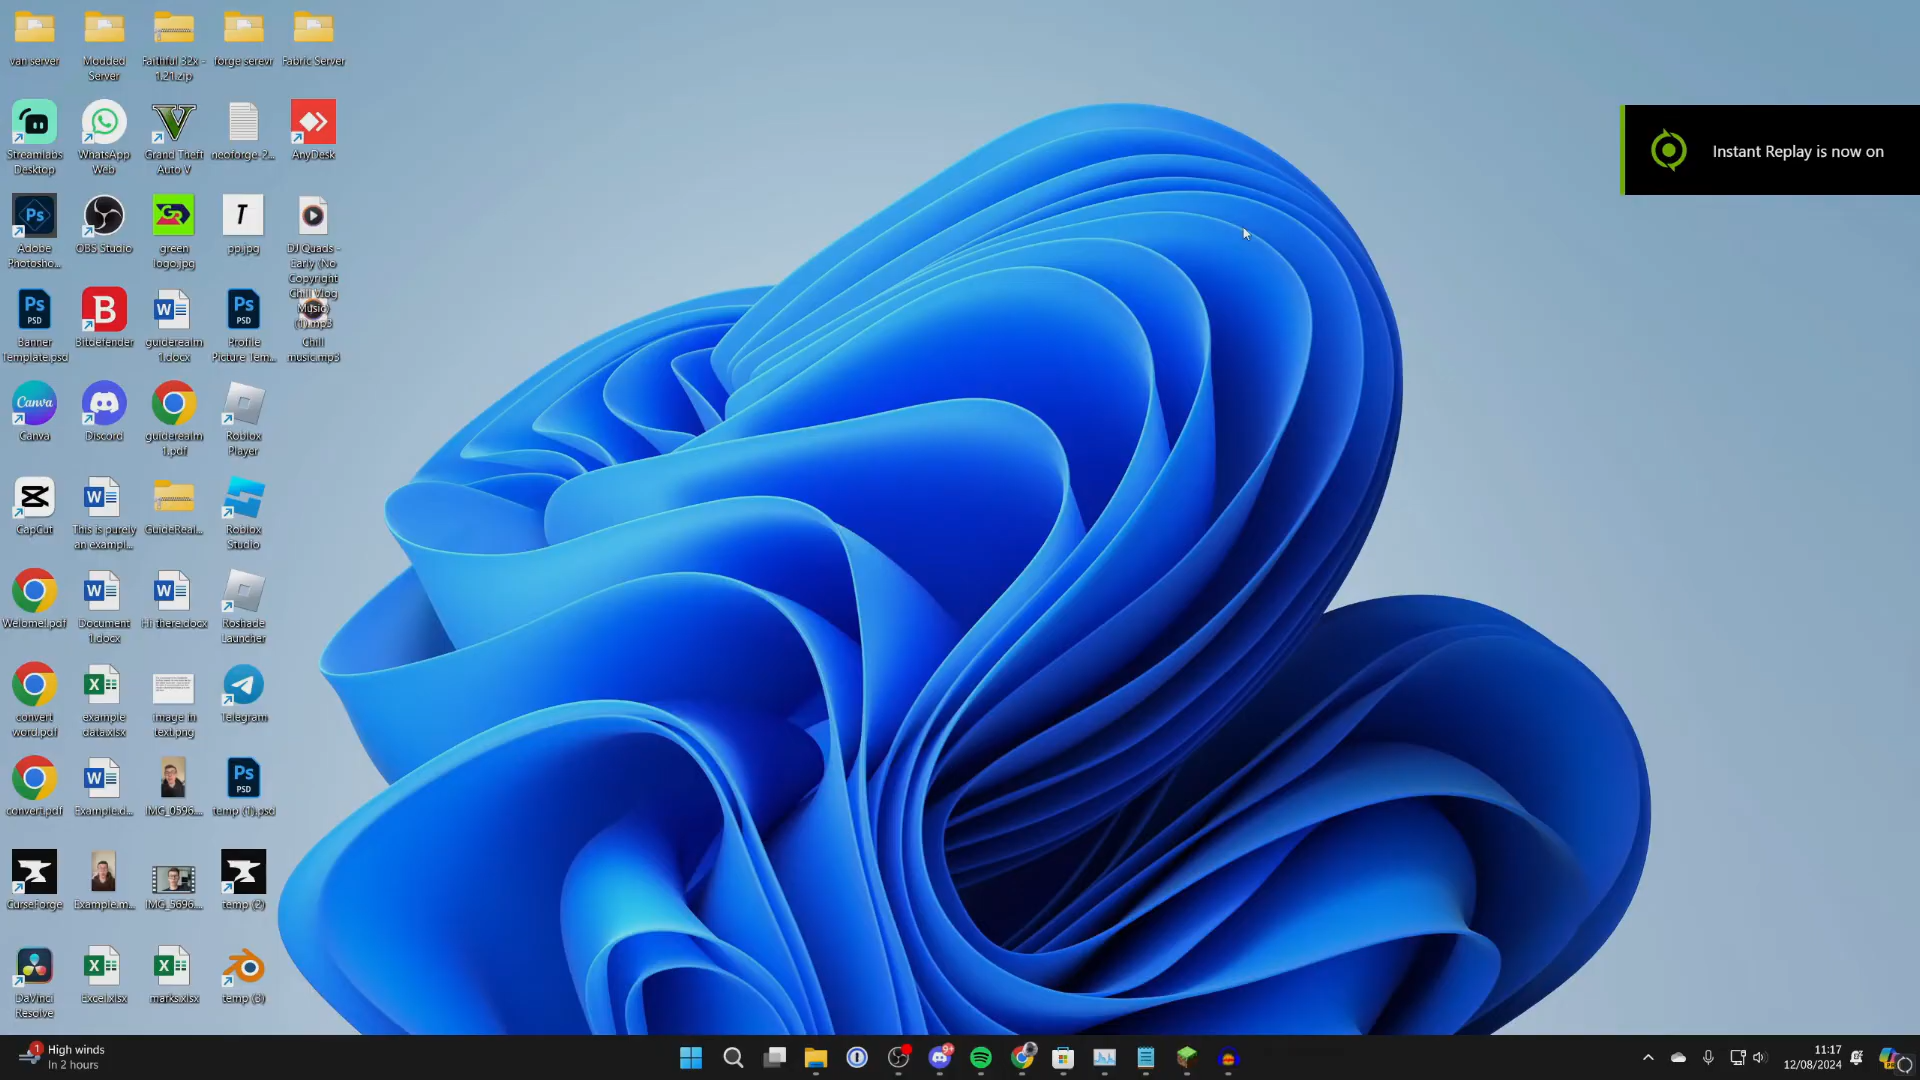 van server
Modded
Server
Faithful 32x -
1.21.zip
forge serevr
Fabric Server
Streamlabs
Desktop
WhatsApp
Web
Grand Theft
Auto V
neoforge-2...
AnyDesk
Adobe
Photosho...
OBS Studio
green
logo.jpg
pp.jpg
DJ Quads -
Early (No
Copyright
Chill Vlog
Music)
(1).mp3
Banner
Template.psd
Bitdefender
guiderealm
1.docx
Profile
Picture Tem...
Chill
music.mp3
Canva
Discord
guiderealm
1.pdf
Roblox
Player
CapCut
This is purely
an exampl...
GuideReal...
Roblox
Studio
Welome!.pdf
Document
1.docx
Hi there.docx
Roshade
Launcher
convert
word.pdf
example
data.xlsx
image in
text.png
Telegram
convert.pdf
Example.d...
IMG_0596....
temp (1).psd
CurseForge
Example.m...
IMG_5696....
temp (2)
DaVinci
Resolve
Excel.xlsx
marks.xlsx
temp (3)
Instant Replay is now on
High winds
In 2 hours
11:17
12/08/2024